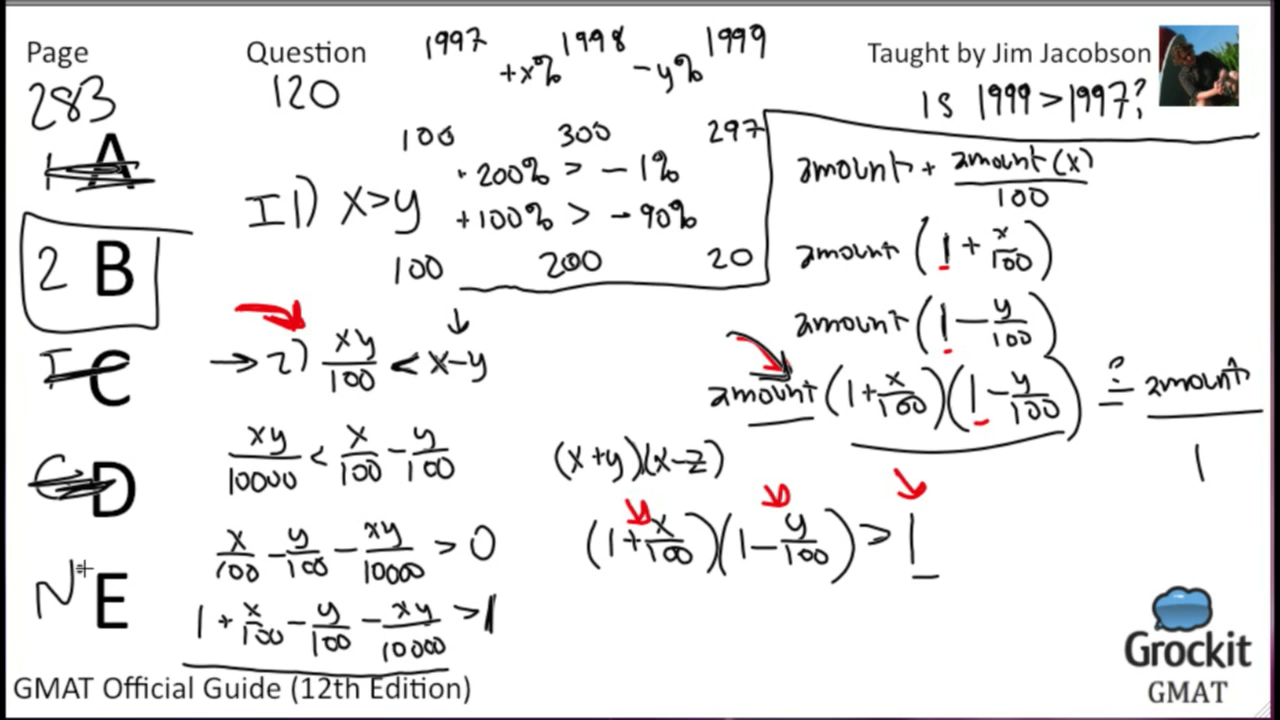 Page
283
Question
120
1997 +x% 1998 -y% 1999
Taught by Jim Jacobson
Is 1999>1997?
1 A
2 B
T C
E D
N+ E
100 300 297
+200% > -1%
I 1) x>y
+100% > -90%
100 200 20
→ 2) xy/100 < x-y
xy/10000 < x/100 - y/100
x/100 - y/100 - xy/10000 > 0
1 + x/100 - y/100 - xy/10000 > 1
amount + amount(x)/100
amount (1 + x/100)
amount (1 - y/100)
amount (1+x/100)(1-y/100) ≟ amount
1
(x+y)(x-z)
(1+x/100)(1-y/100) > 1
GMAT Official Guide (12th Edition)
Grockit
GMAT